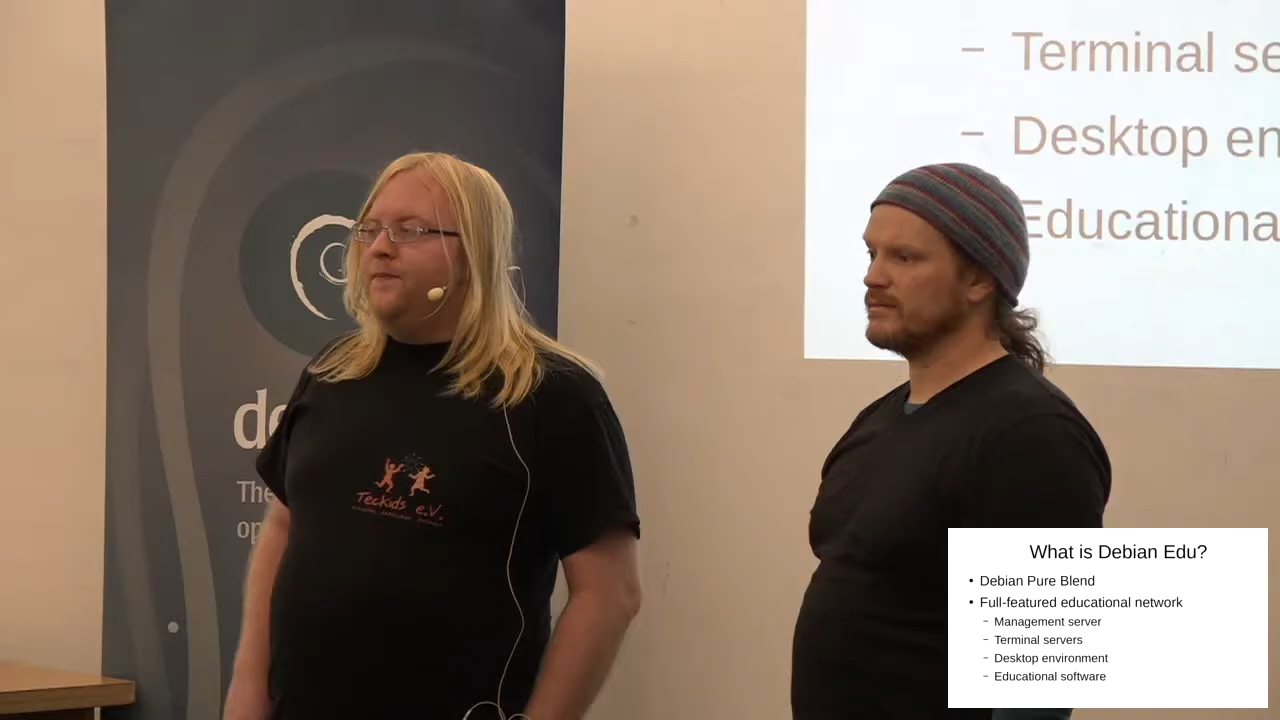 Terminal se
Desktop en
Educationa
de
The
op
Teckids e.V.
What is Debian Edu?
• Debian Pure Blend
• Full-featured educational network
– Management server
– Terminal servers
– Desktop environment
– Educational software